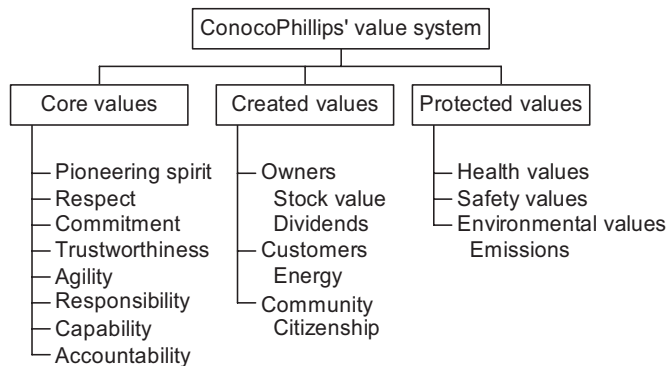 ConocoPhillips' value system
Core values
Created values
Protected values
Pioneering spirit
Respect
Commitment
Trustworthiness
Agility
Responsibility
Capability
Accountability
Owners
Stock value
Dividends
Customers
Energy
Community
Citizenship
Health values
Safety values
Environmental values
Emissions